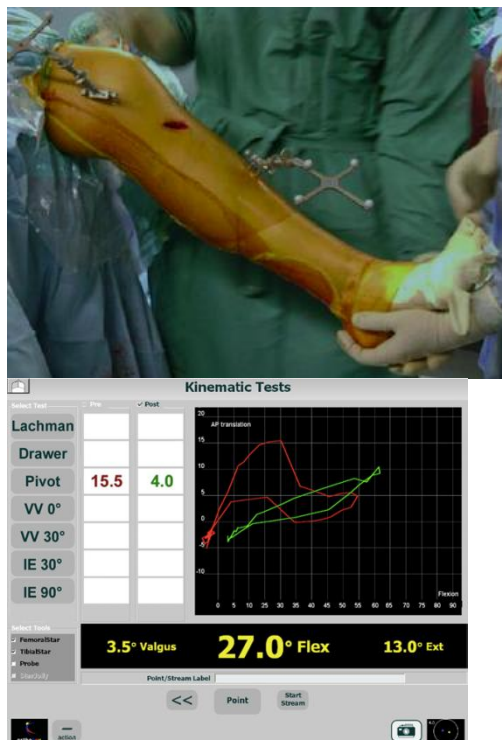 Kinematic Tests
Select Test
Pre
Post
Lachman
Drawer
Pivot
15.5
4.0
VV 0°
VV 30°
IE 30°
IE 90°
20
AP translation
15
10
5
0
-5
-10
Flexion
0 5 10 15 20 25 30 35 40 45 50 55 60 65 70 75 80 85 90
Select Tools
FemoralStar
TibialStar
Probe
3.5° Valgus
27.0° Flex
13.0° Ext
Point/Stream Label
<<
Point
Start
Stream
action